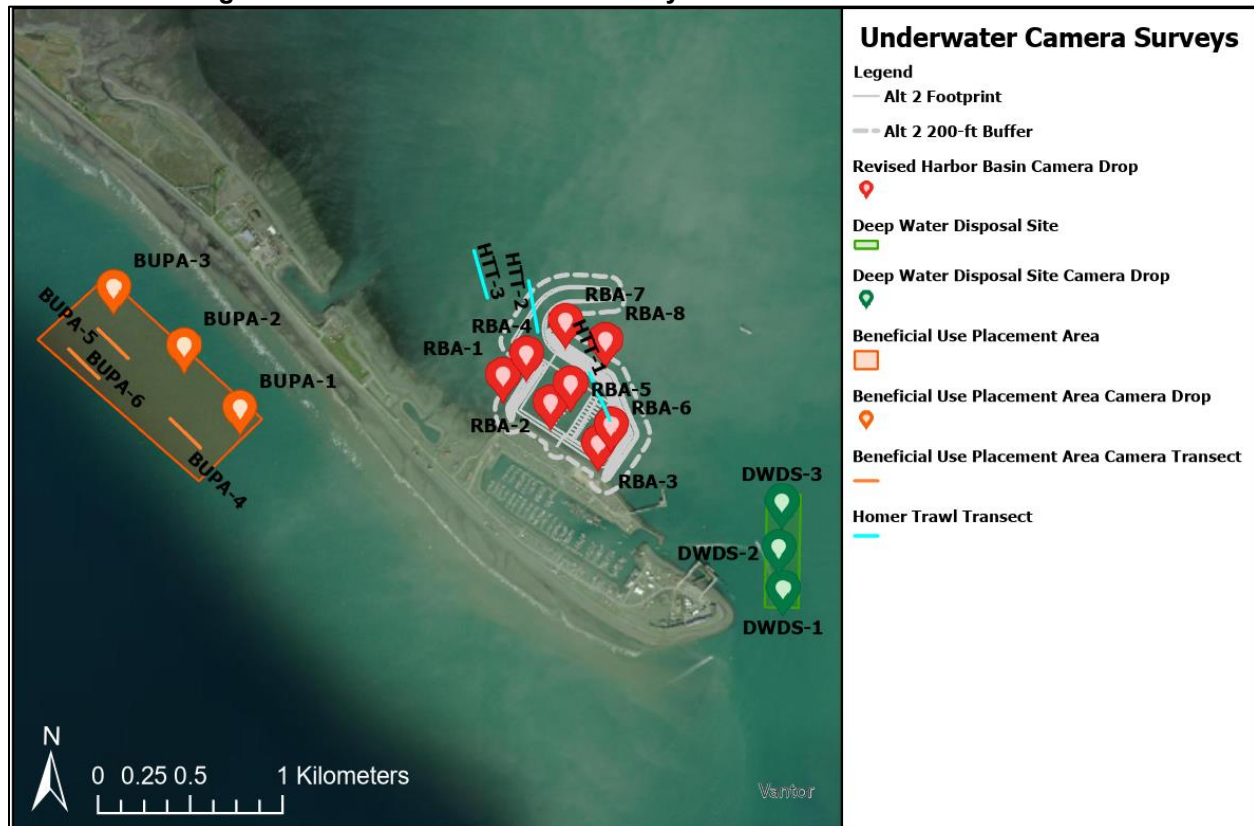 Underwater Camera Surveys
Legend
Alt 2 Footprint
Alt 2 200-ft Buffer
Revised Harbor Basin Camera Drop
Deep Water Disposal Site
Deep Water Disposal Site Camera Drop
Beneficial Use Placement Area
Beneficial Use Placement Area Camera Drop
Beneficial Use Placement Area Camera Transect
Homer Trawl Transect
BUPA-3
BUPA-2
BUPA-1
BUPA-5
BUPA-6
BUPA-4
HTT-3
HTT-2
HTT-1
RBA-7
RBA-8
RBA-4
RBA-1
RBA-5
RBA-6
RBA-2
RBA-3
DWDS-3
DWDS-2
DWDS-1
N
0 0.25 0.5 1 Kilometers
Vantor